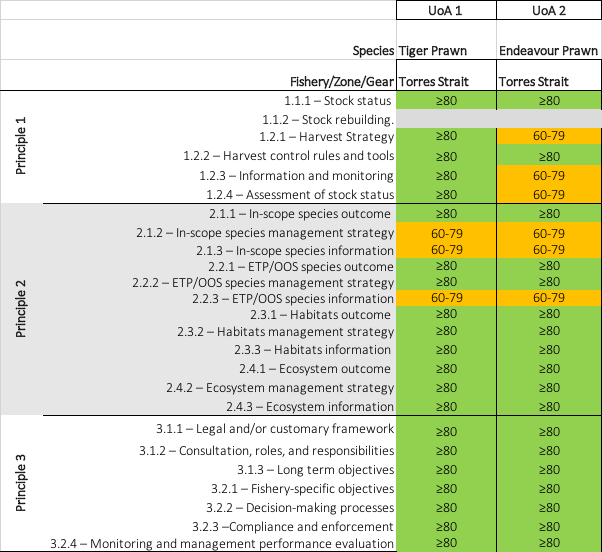 UoA 1 UoA 2
Species Tiger Prawn Endeavour Prawn
Fishery/Zone/Gear Torres Strait Torres Strait
Principle 1
1.1.1 – Stock status ≥80 ≥80
1.1.2 – Stock rebuilding.
1.2.1 – Harvest Strategy ≥80 60-79
1.2.2 – Harvest control rules and tools ≥80 ≥80
1.2.3 – Information and monitoring ≥80 60-79
1.2.4 – Assessment of stock status ≥80 60-79
Principle 2
2.1.1 – In-scope species outcome ≥80 ≥80
2.1.2 – In-scope species management strategy 60-79 60-79
2.1.3 – In-scope species information 60-79 60-79
2.2.1 – ETP/OOS species outcome ≥80 ≥80
2.2.2 – ETP/OOS species management strategy ≥80 ≥80
2.2.3 – ETP/OOS species information 60-79 60-79
2.3.1 – Habitats outcome ≥80 ≥80
2.3.2 – Habitats management strategy ≥80 ≥80
2.3.3 – Habitats information ≥80 ≥80
2.4.1 – Ecosystem outcome ≥80 ≥80
2.4.2 – Ecosystem management strategy ≥80 ≥80
2.4.3 – Ecosystem information ≥80 ≥80
Principle 3
3.1.1 – Legal and/or customary framework ≥80 ≥80
3.1.2 – Consultation, roles, and responsibilities ≥80 ≥80
3.1.3 – Long term objectives ≥80 ≥80
3.2.1 – Fishery-specific objectives ≥80 ≥80
3.2.2 – Decision-making processes ≥80 ≥80
3.2.3 –Compliance and enforcement ≥80 ≥80
3.2.4 – Monitoring and management performance evaluation ≥80 ≥80